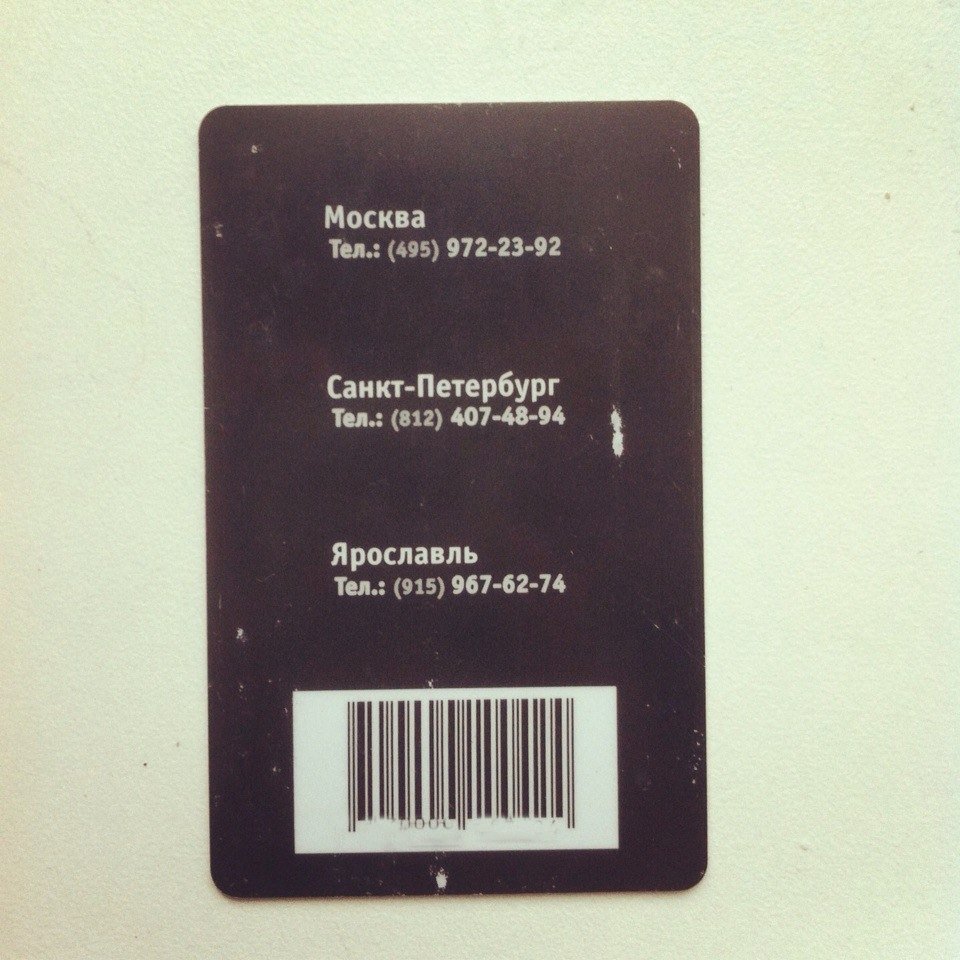 Москва
Тел.: (495) 972-23-92
Санкт-Петербург
Тел.: (812) 407-48-94
Ярославль
Тел.: (915) 967-62-74